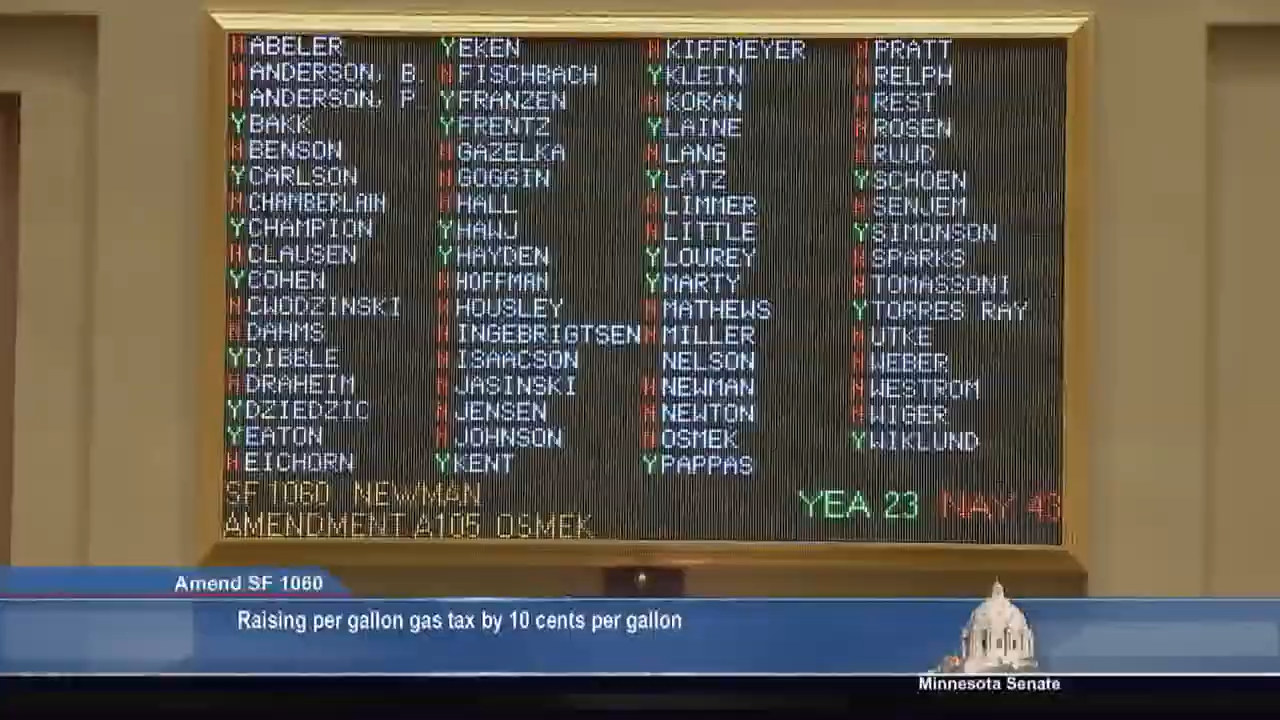 N ABELER Y EKEN N KIFFMEYER N PRATT
N ANDERSON, B. N FISCHBACH Y KLEIN N RELPH
N ANDERSON, P Y FRANZEN N KORAN N REST
Y BAKK Y FRENTZ Y LAINE N ROSEN
N BENSON N GAZELKA N LANG N RUUD
Y CARLSON N GOGGIN Y LATZ Y SCHOEN
N CHAMBERLAIN N HALL N LIMMER N SENJEM
Y CHAMPION Y HAWJ N LITTLE Y SIMONSON
N CLAUSEN Y HAYDEN Y LOUREY N SPARKS
Y COHEN N HOFFMAN Y MARTY N TOMASSONI
N CWODZINSKI N HOUSLEY N MATHEWS Y TORRES RAY
N DAHMS N INGEBRIGTSEN N MILLER N UTKE
Y DIBBLE N ISAACSON NELSON N WEBER
N DRAHEIM N JASINSKI N NEWMAN N WESTROM
Y DZIEDZIC N JENSEN N NEWTON N WIGER
Y EATON N JOHNSON N OSMEK Y WIKLUND
N EICHORN Y KENT Y PAPPAS
SF 1060 NEWMAN
YEA 23 NAY 43
AMENDMENT A105 OSMEK
Amend SF 1060
Raising per gallon gas tax by 10 cents per gallon
Minnesota Senate